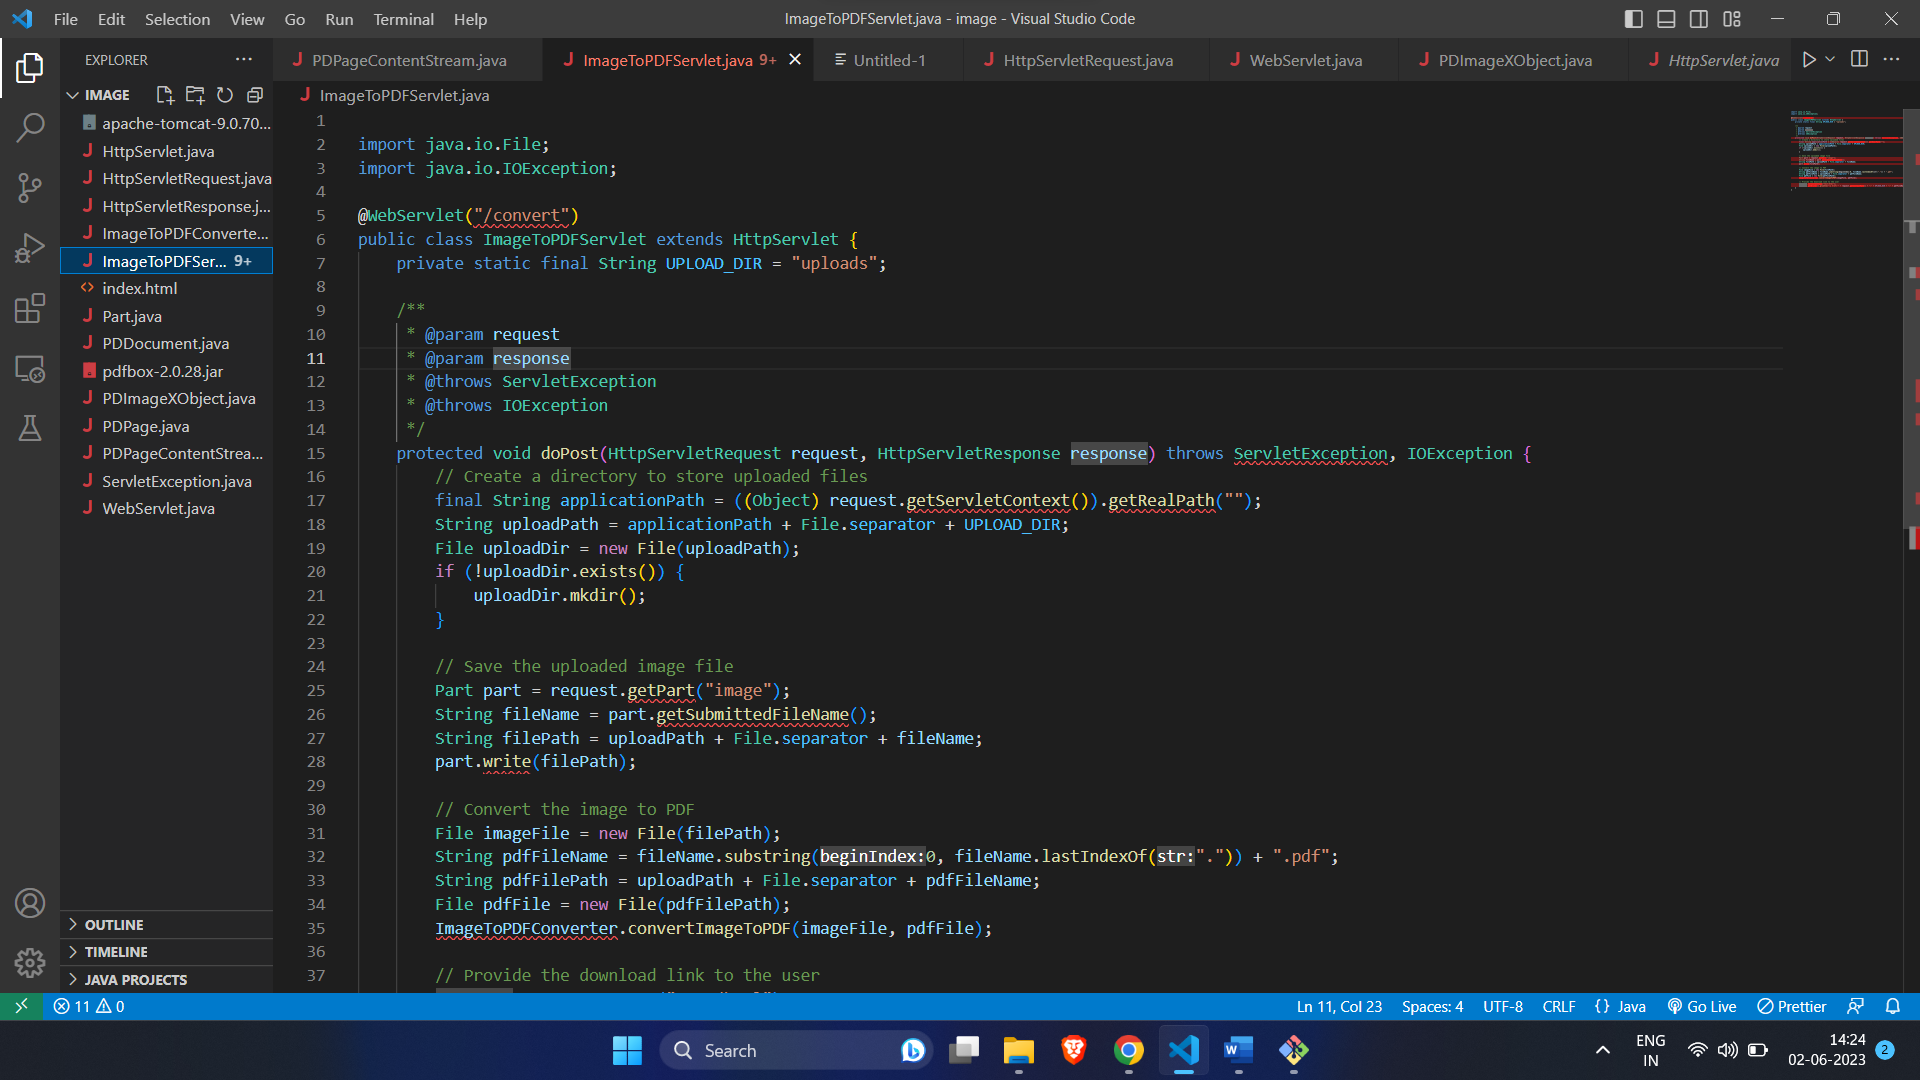 File Edit Selection View Go Run Terminal Help
ImageToPDFServlet.java - image - Visual Studio Code
EXPLORER
PDPageContentStream.java
ImageToPDFServlet.java 9+
Untitled-1
HttpServletRequest.java
WebServlet.java
PDImageXObject.java
HttpServlet.java
IMAGE
apache-tomcat-9.0.70...
HttpServlet.java
HttpServletRequest.java
HttpServletResponse.j...
ImageToPDFConverte...
ImageToPDFSer... 9+
index.html
Part.java
PDDocument.java
pdfbox-2.0.28.jar
PDImageXObject.java
PDPage.java
PDPageContentStrea...
ServletException.java
WebServlet.java
OUTLINE
TIMELINE
JAVA PROJECTS
ImageToPDFServlet.java
1
2 import java.io.File;
3 import java.io.IOException;
4
5 @WebServlet("/convert")
6 public class ImageToPDFServlet extends HttpServlet {
7 private static final String UPLOAD_DIR = "uploads";
8
9 /**
10 * @param request
11 * @param response
12 * @throws ServletException
13 * @throws IOException
14 */
15 protected void doPost(HttpServletRequest request, HttpServletResponse response) throws ServletException, IOException {
16 // Create a directory to store uploaded files
17 final String applicationPath = ((Object) request.getServletContext()).getRealPath("");
18 String uploadPath = applicationPath + File.separator + UPLOAD_DIR;
19 File uploadDir = new File(uploadPath);
20 if (!uploadDir.exists()) {
21 uploadDir.mkdir();
22 }
23
24 // Save the uploaded image file
25 Part part = request.getPart("image");
26 String fileName = part.getSubmittedFileName();
27 String filePath = uploadPath + File.separator + fileName;
28 part.write(filePath);
29
30 // Convert the image to PDF
31 File imageFile = new File(filePath);
32 String pdfFileName = fileName.substring(beginIndex:0, fileName.lastIndexOf(str:".")) + ".pdf";
33 String pdfFilePath = uploadPath + File.separator + pdfFileName;
34 File pdfFile = new File(pdfFilePath);
35 ImageToPDFConverter.convertImageToPDF(imageFile, pdfFile);
36
37 // Provide the download link to the user
11 0
Ln 11, Col 23 Spaces: 4 UTF-8 CRLF {} Java Go Live Prettier
Search
ENG
IN
14:24
02-06-2023
2